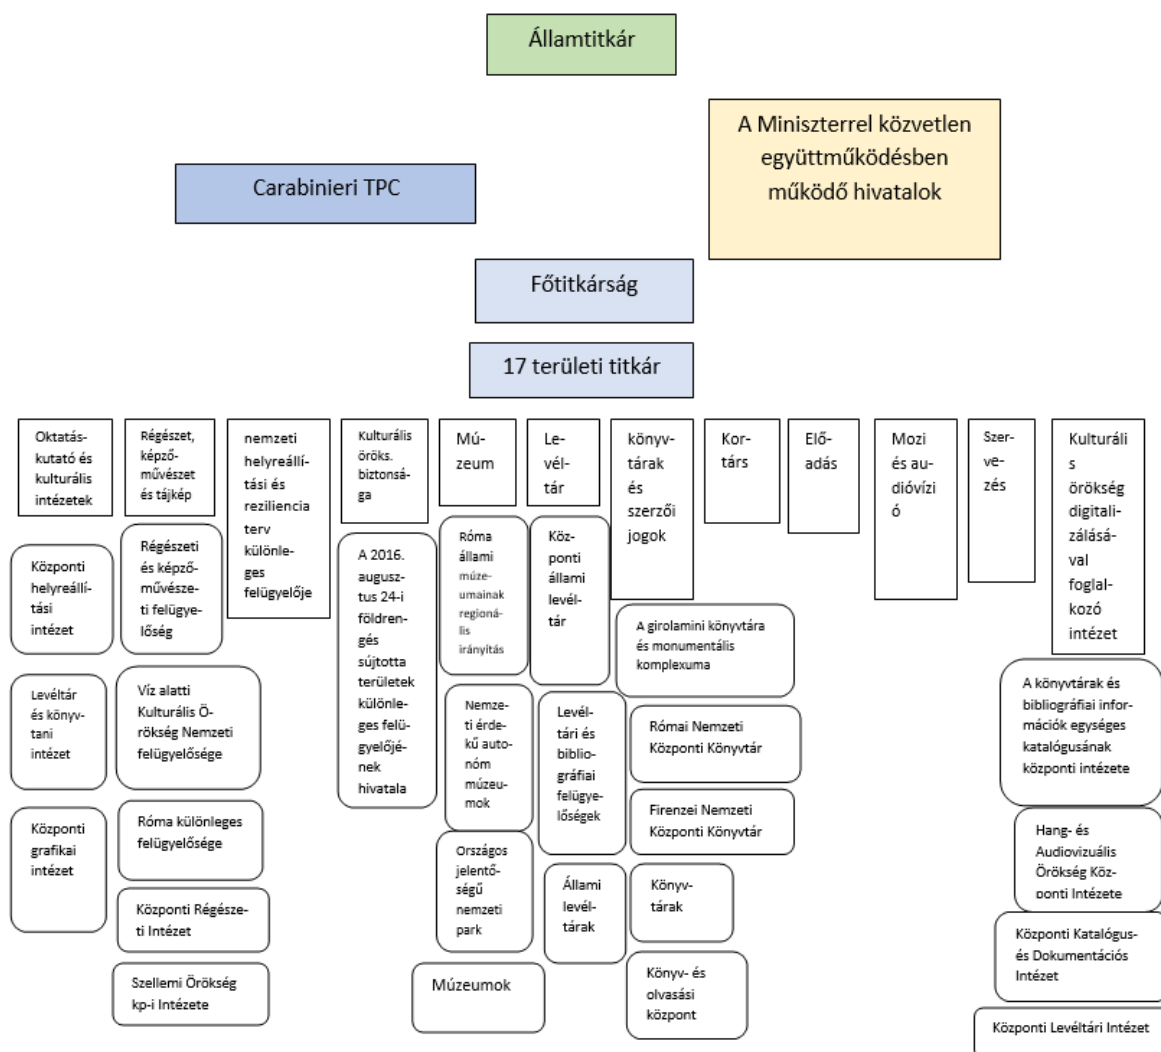 Államtitkár
A Miniszterrel közvetlen
együttműködésben
működő hivatalok
Carabinieri TPC
Főtitkárság
17 területi titkár
Oktatás-
kutató és
kulturális
intézetek
Régészet,
képző-
művészet
és tájkép
nemzeti
helyreállí-
tási és
reziliencia
terv
különle-
ges
felügyelője
Kulturális
öröks.
biztonsá-
ga
Mú-
zeum
Le-
vél-
tár
könyv-
tárak
és
szerzői
jogok
Kor-
társ
Elő-
adás
Mozi
és au-
dióvízi
ó
Szer-
ve-
zés
Kulturáli
s
örökség
digitali-
zálásá-
val
foglal-
kozó
intézet
Központi
helyreállí-
tási
intézet
Levéltár
és könyv-
tani
intézet
Központi
grafikai
intézet
Régészeti
és képző-
művésze-
ti felügye-
lőség
Víz alatti
Kulturális Ö-
rökség Nemzeti
felügyelősége
Róma különleges
felügyelősége
Központi Régésze-
ti Intézet
Szellemi Örökség
kp-i Intézete
A 2016.
augusz-
tus 24-i
földren-
gés
sújtotta
területek
különle-
ges felü-
gyelőjé-
nek
hivatala
Róma
állami
múze-
umainak
regioná-
lis
irányítás
Nemze-
ti érde-
kű auto-
nóm
múzeu-
mok
Országos
jelentő-
ségű
nemzeti
park
Múzeumok
Köz-
ponti
állami
levél-
tár
Levél-
tári és
bibliog-
ráfiai
felügye-
lőségek
Állami
levél-
tárak
A girolamini könyvtára
és monumentális
komplexuma
Római Nemzeti
Központi Könyvtár
Firenzei Nemzeti
Központi Könyvtár
Könyv-
tárak
Könyv- és
olvasási
központ
A könyvtárak és
bibliográfiai infor-
mációk egységes
katalógusának
központi intézete
Hang- és
Audiovizuális
Örökség Köz-
ponti Intézete
Központi Katalógus-
és Dokumentációs
Intézet
Központi Levéltári Intézet